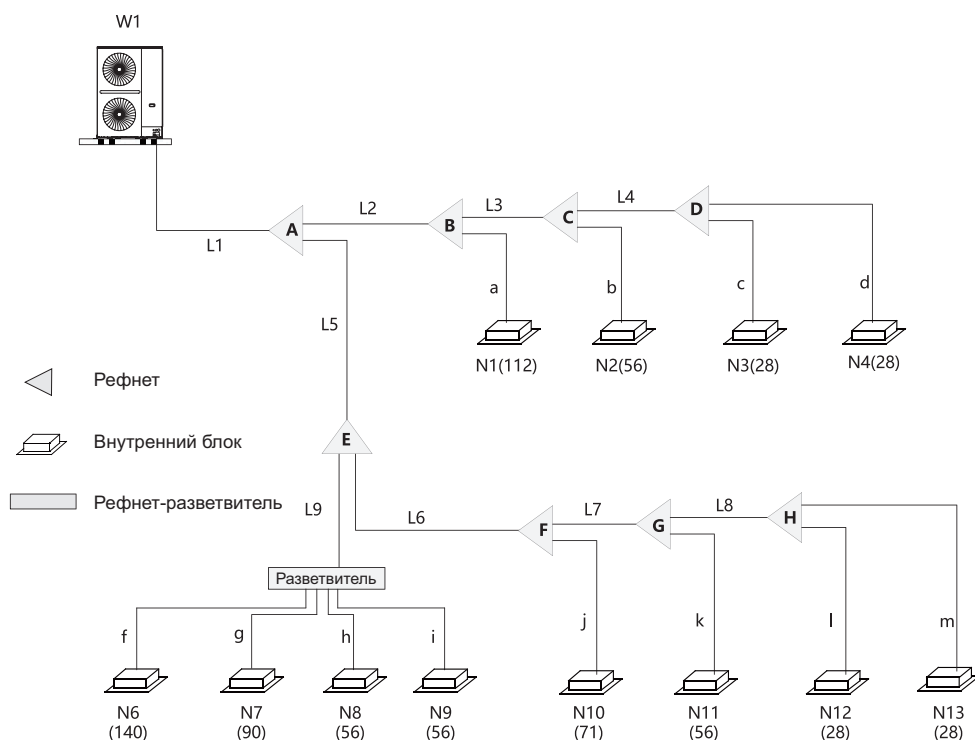 W1
L1
A
L2
B
L3
C
L4
D
a
b
c
d
N1(112)
N2(56)
N3(28)
N4(28)
L5
Рефнет
Внутренний блок
Рефнет-разветвитель
E
L9
L6
F
L7
G
L8
H
Разветвитель
f
g
h
i
j
k
l
m
N6
(140)
N7
(90)
N8
(56)
N9
(56)
N10
(71)
N11
(56)
N12
(28)
N13
(28)